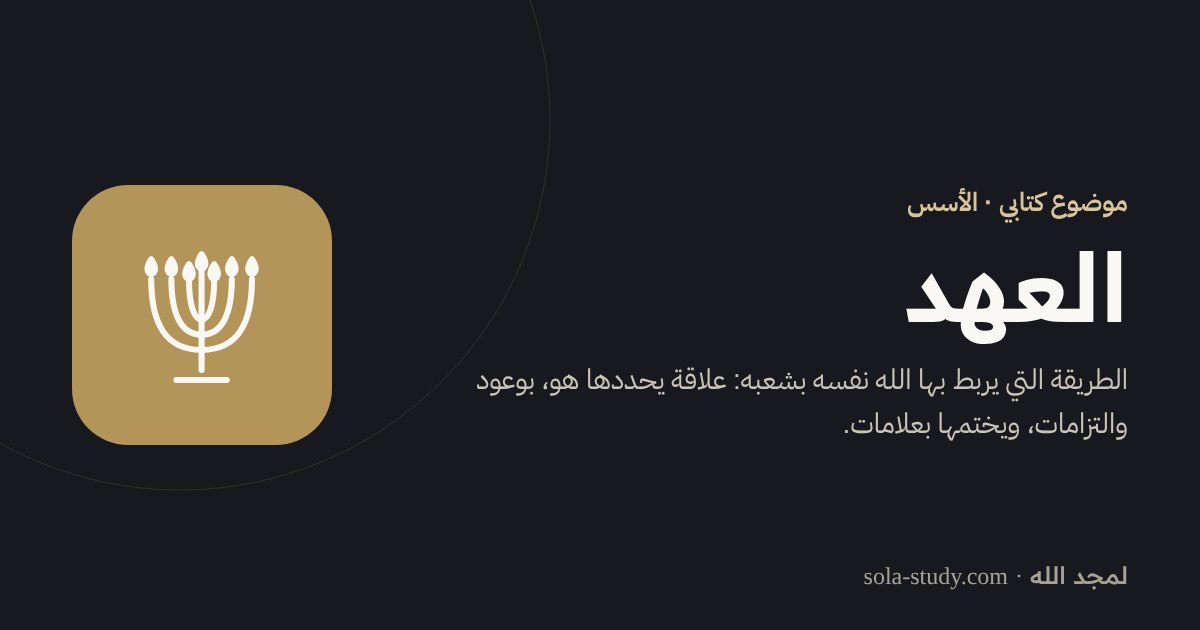 موضوع كتابي · الأسس
العهد
الطريقة التي يربط بها الله نفسه بشعبه: علاقة يحددها هو، بوعود
والتزامات، ويختمها بعلامات.
لمجد الله · sola-study.com